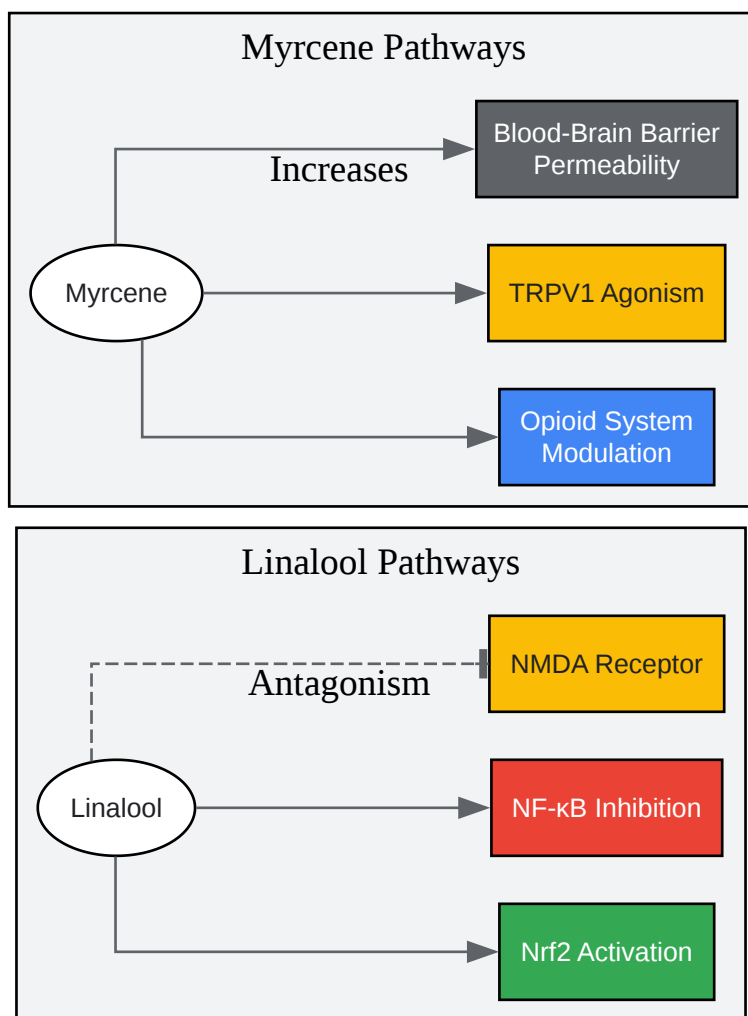 Myrcene Pathways
Blood-Brain Barrier
Permeability
Increases
Myrcene
TRPV1 Agonism
Opioid System
Modulation
Linalool Pathways
NMDA Receptor
Antagonism
Linalool
NF-κB Inhibition
Nrf2 Activation